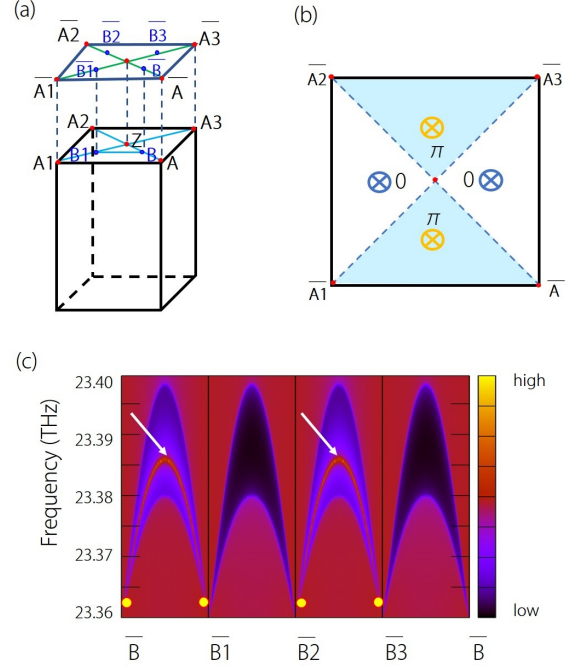 (a)
A2 B2 B3 A3
B1 B
A1 A
A2 A3
Z
A1 B1 B A
(b)
A2 A3
π
0 0
π
A1 A
(c)
23.40 high
23.39
23.38
23.37
23.36 low
Frequency (THz)
B B1 B2 B3 B